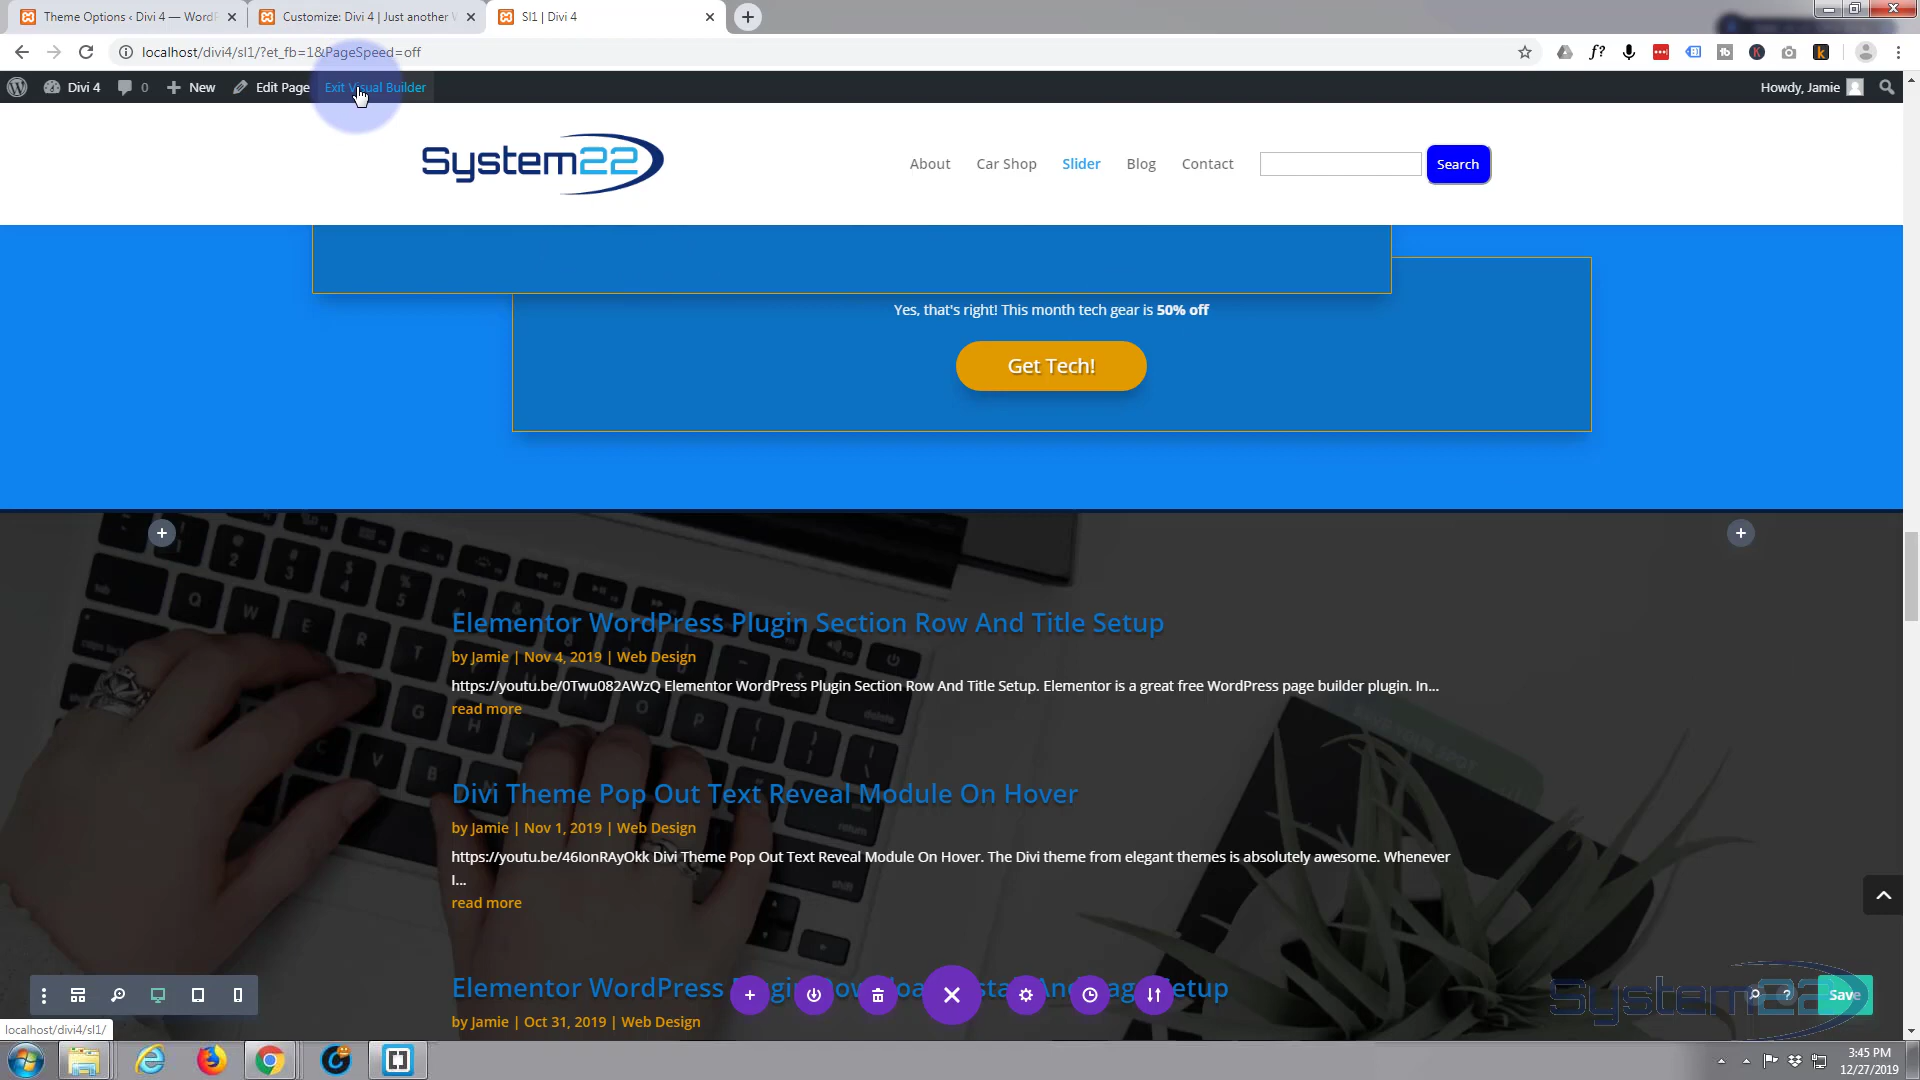 Theme Options ‹ Divi 4 — WordP
Customize: Divi 4 | Just another W
Sl1 | Divi 4
localhost/divi4/sl1/?et_fb=1&PageSpeed=off
Divi 4
0
New
Edit Page
Exit Visual Builder
Howdy, Jamie
System22
About
Car Shop
Slider
Blog
Contact
Search
Yes, that's right! This month tech gear is 50% off
Get Tech!
Elementor WordPress Plugin Section Row And Title Setup
by Jamie | Nov 4, 2019 | Web Design
https://youtu.be/0Twu082AWzQ Elementor WordPress Plugin Section Row And Title Setup. Elementor is a great free WordPress page builder plugin. In...
read more
Divi Theme Pop Out Text Reveal Module On Hover
by Jamie | Nov 1, 2019 | Web Design
https://youtu.be/46IonRAyOkk Divi Theme Pop Out Text Reveal Module On Hover. The Divi theme from elegant themes is absolutely awesome. Whenever
I...
read more
Elementor WordPress Setup
by Jamie | Oct 31, 2019 | Web Design
System22
Save
localhost/divi4/sl1/
3:45 PM
12/27/2019